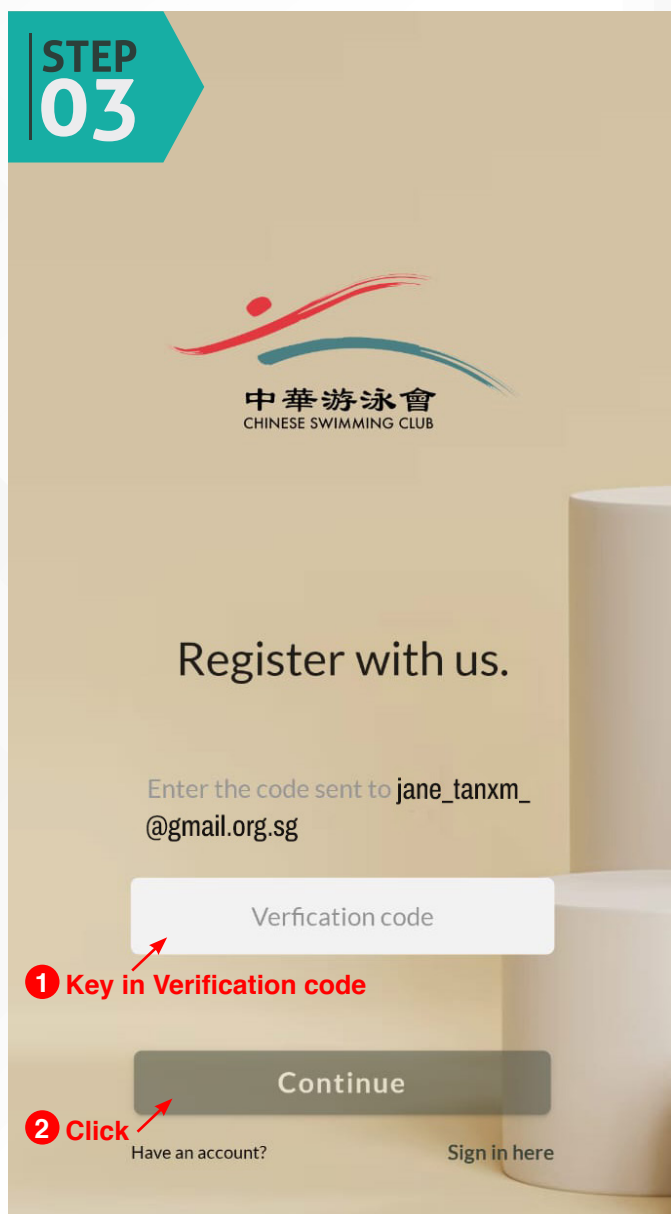 STEP
03
中華游泳會
CHINESE SWIMMING CLUB
Register with us.
Enter the code sent to jane_tanxm_
@gmail.org.sg
Verfication code
1 Key in Verification code
Continue
2 Click
Have an account? Sign in here